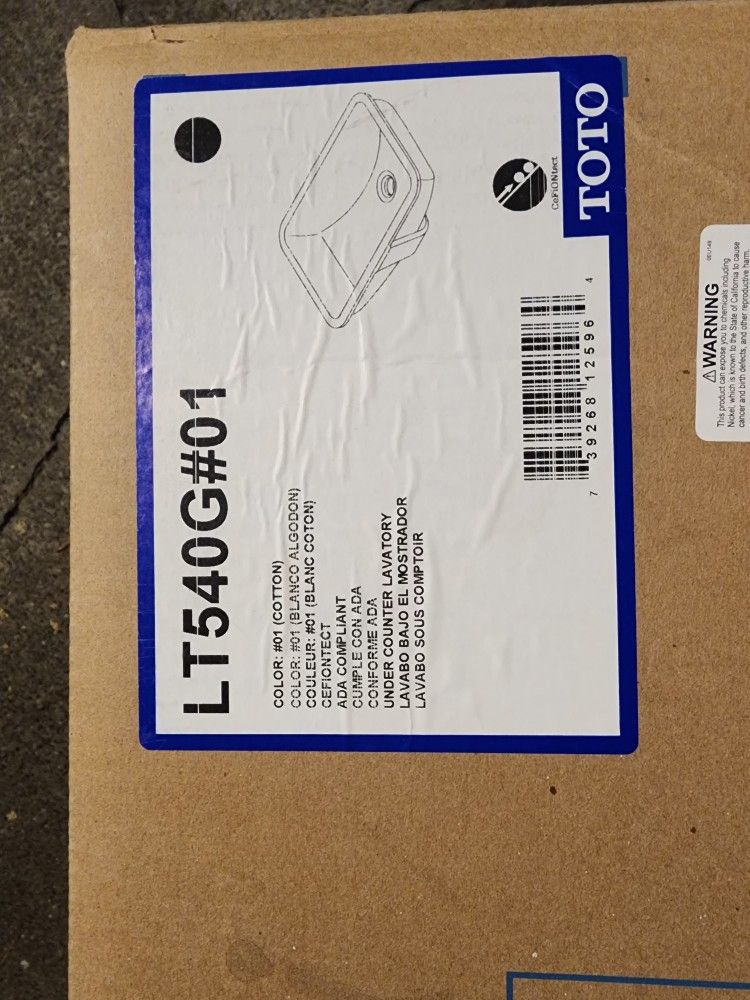 LT540G#01
COLOR: #01 (COTTON)
COLOR: #01 (BLANCO ALGODON)
COULEUR: #01 (BLANC COTON)
CEFIONTECT
ADA COMPLIANT
CUMPLE CON ADA
CONFORME ADA
UNDER COUNTER LAVATORY
LAVABO BAJO EL MOSTRADOR
LAVABO SOUS COMPTOIR
7 39268 12596 4
CeFiONtect
TOTO
⚠ WARNING
This product can expose you to chemicals including
Nickel, which is known to the State of California to cause
cancer and birth defects, and other reproductive harm.